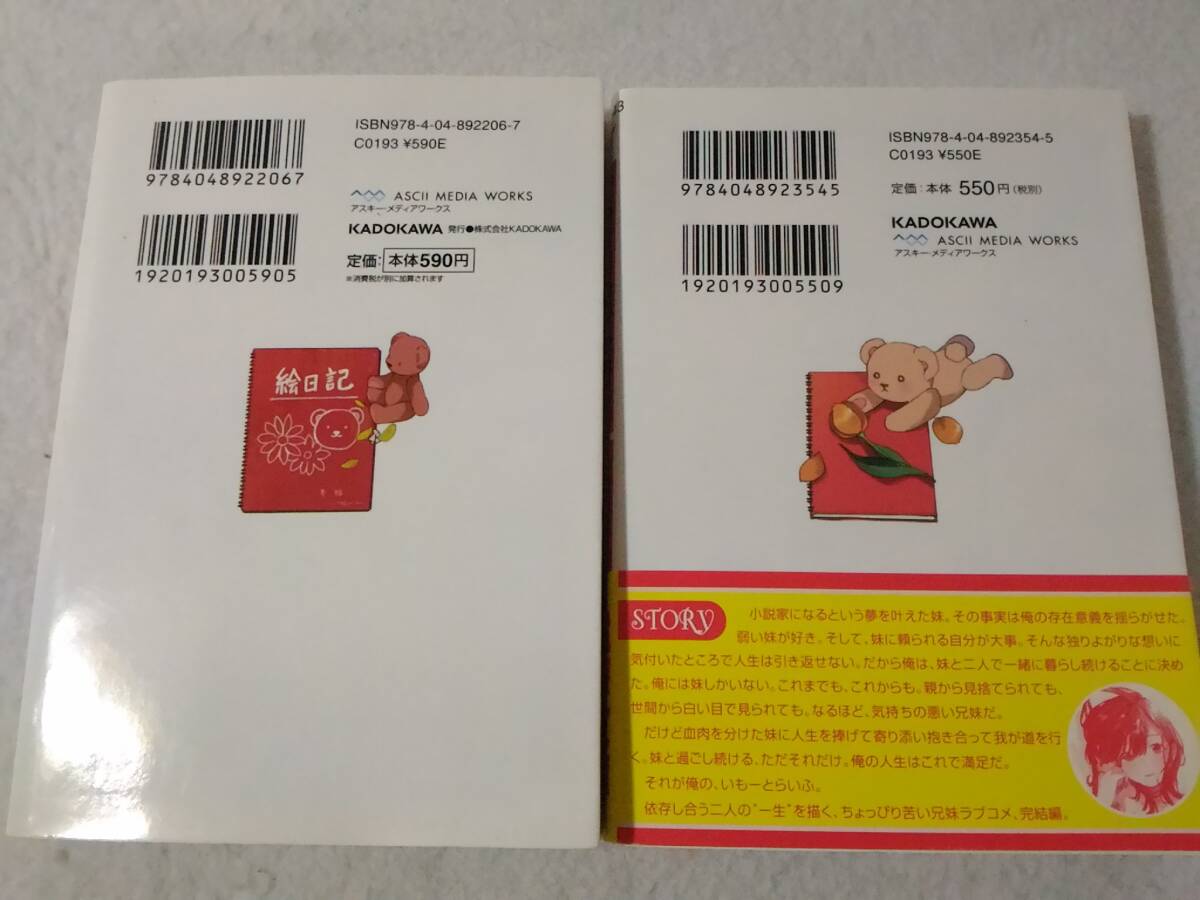 ISBN978-4-04-892206-7
C0193 ¥590E
9784048922067
ASCII MEDIA WORKS
アスキー・メディアワークス
KADOKAWA 発行●株式会社KADOKAWA
1920193005905
定価: 本体590円
※消費税が別に加算されます
絵日記
ISBN978-4-04-892354-5
C0193 ¥550E
9784048923545
定価:本体550円(税別)
KADOKAWA
ASCII MEDIA WORKS
アスキー・メディアワークス
1920193005509
STORY
小説家になるという夢を叶えた妹。その事実は俺の存在意義を揺らがせた。
弱い妹が好き。そして、妹に頼られる自分が大事。そんな独りよがりな想いに
気付いたところで人生は引き返せない。だから俺は、妹と二人で一緒に暮らし続けることに決め
た。俺には妹しかいない。これまでも、これからも。親から見捨てられても、
世間から白い目で見られても。なるほど、気持ちの悪い兄妹だ。
だけど血肉を分けた妹に人生を捧げて寄り添い抱き合って我が道を行
く。妹と過ごし続ける、ただそれだけ。俺の人生はこれで満足だ。
それが俺の、いもーとらいふ。
依存し合う二人の"一生"を描く、ちょっぴり苦い兄妹ラブコメ、完結編。